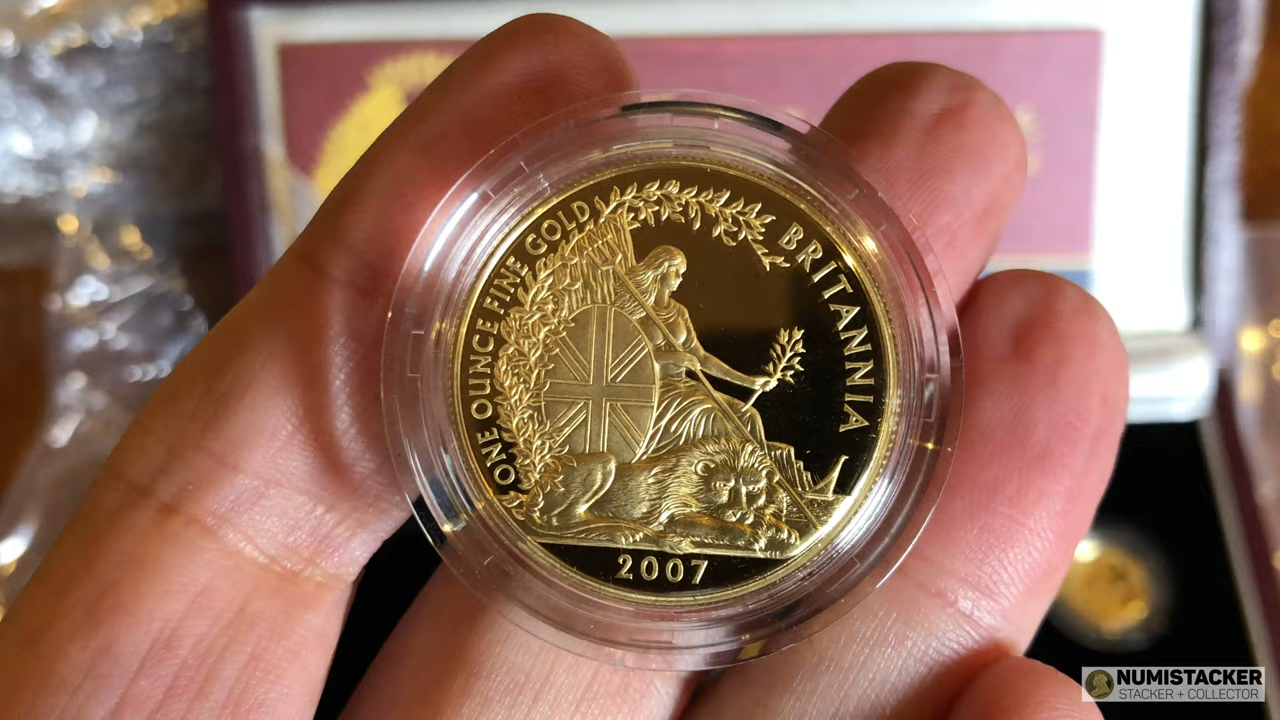 ONE OUNCE FINE GOLD
BRITANNIA
2007
NUMISTACKER
STACKER + COLLECTOR